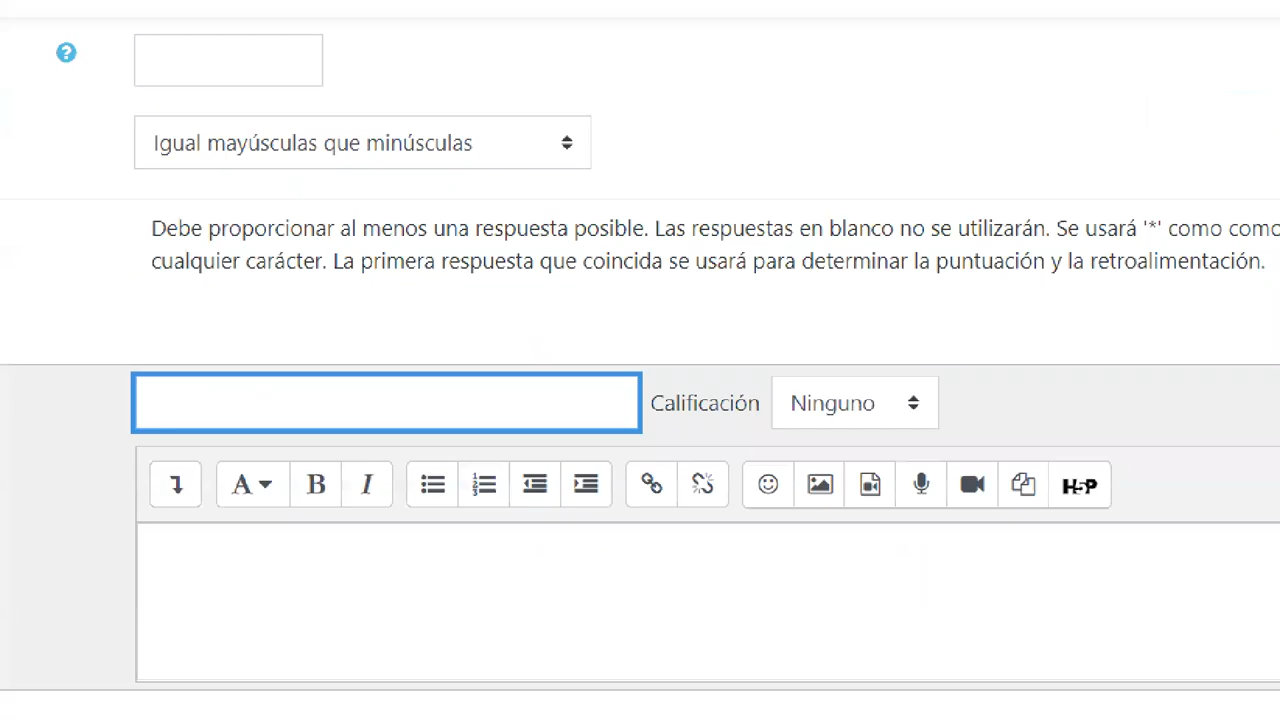 Igual mayúsculas que minúsculas
Debe proporcionar al menos una respuesta posible. Las respuestas en blanco no se utilizarán. Se usará '*' como como
cualquier carácter. La primera respuesta que coincida se usará para determinar la puntuación y la retroalimentación.
Calificación Ninguno
A B I H5P